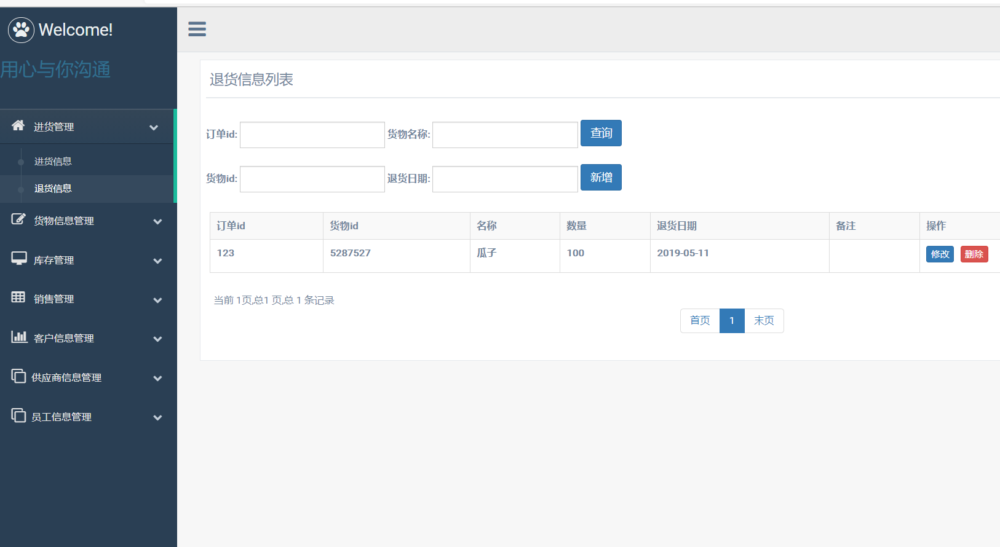 Welcome!
用心与你沟通
进货管理
进货信息
退货信息
货物信息管理
库存管理
销售管理
客户信息管理
供应商信息管理
员工信息管理
退货信息列表
订单id: 货物名称: 查询
货物id: 退货日期: 新增
订单id 货物id 名称 数量 退货日期 备注 操作
123 5287527 瓜子 100 2019-05-11 修改 删除
当前 1页,总1 页,总 1 条记录
首页 1 末页